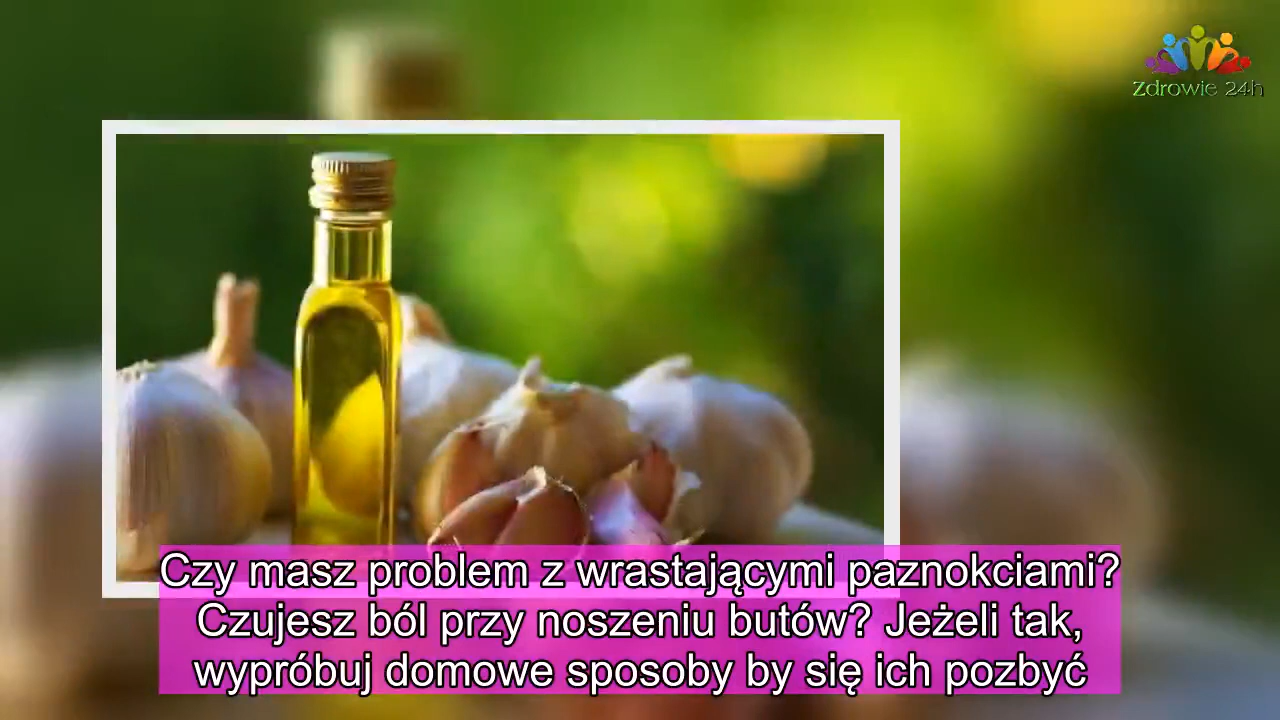 Zdrowie 24h
Czy masz problem z wrastającymi paznokciami?
Czujesz ból przy noszeniu butów? Jeżeli tak,
wypróbuj domowe sposoby by się ich pozbyć